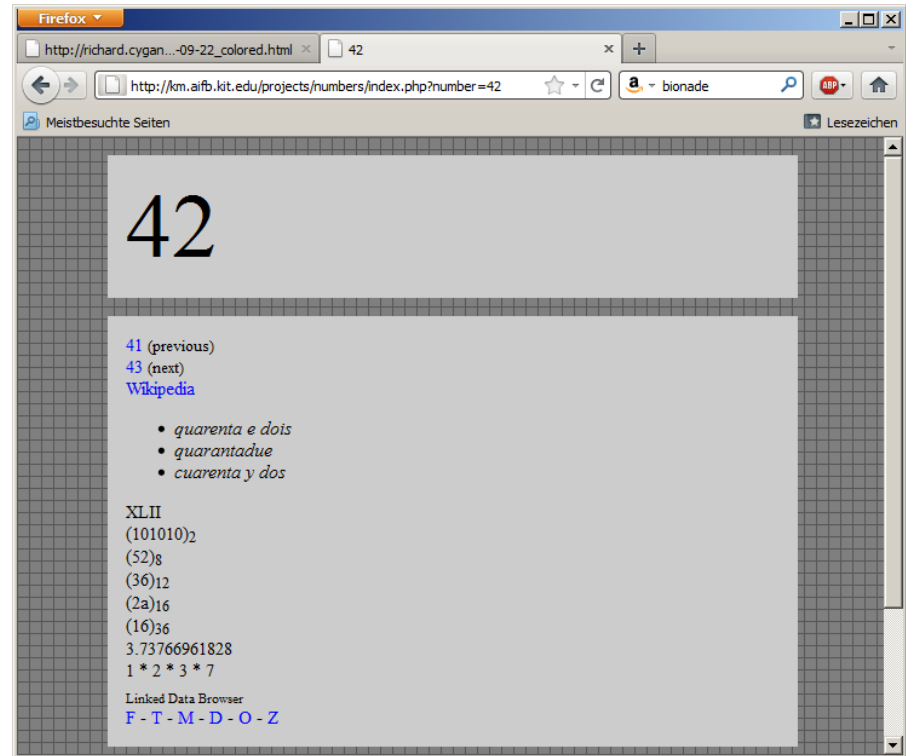 Firefox
http://richard.cygan...-09-22_colored.html
42
http://km.aifb.kit.edu/projects/numbers/index.php?number=42
bionade
ABP
Meistbesuchte Seiten
Lesezeichen
42
41 (previous)
43 (next)
Wikipedia
• quarenta e dois
• quarantadue
• cuarenta y dos
XLII
(101010)2
(52)8
(36)12
(2a)16
(16)36
3.73766961828
1 * 2 * 3 * 7
Linked Data Browser
F - T - M - D - O - Z